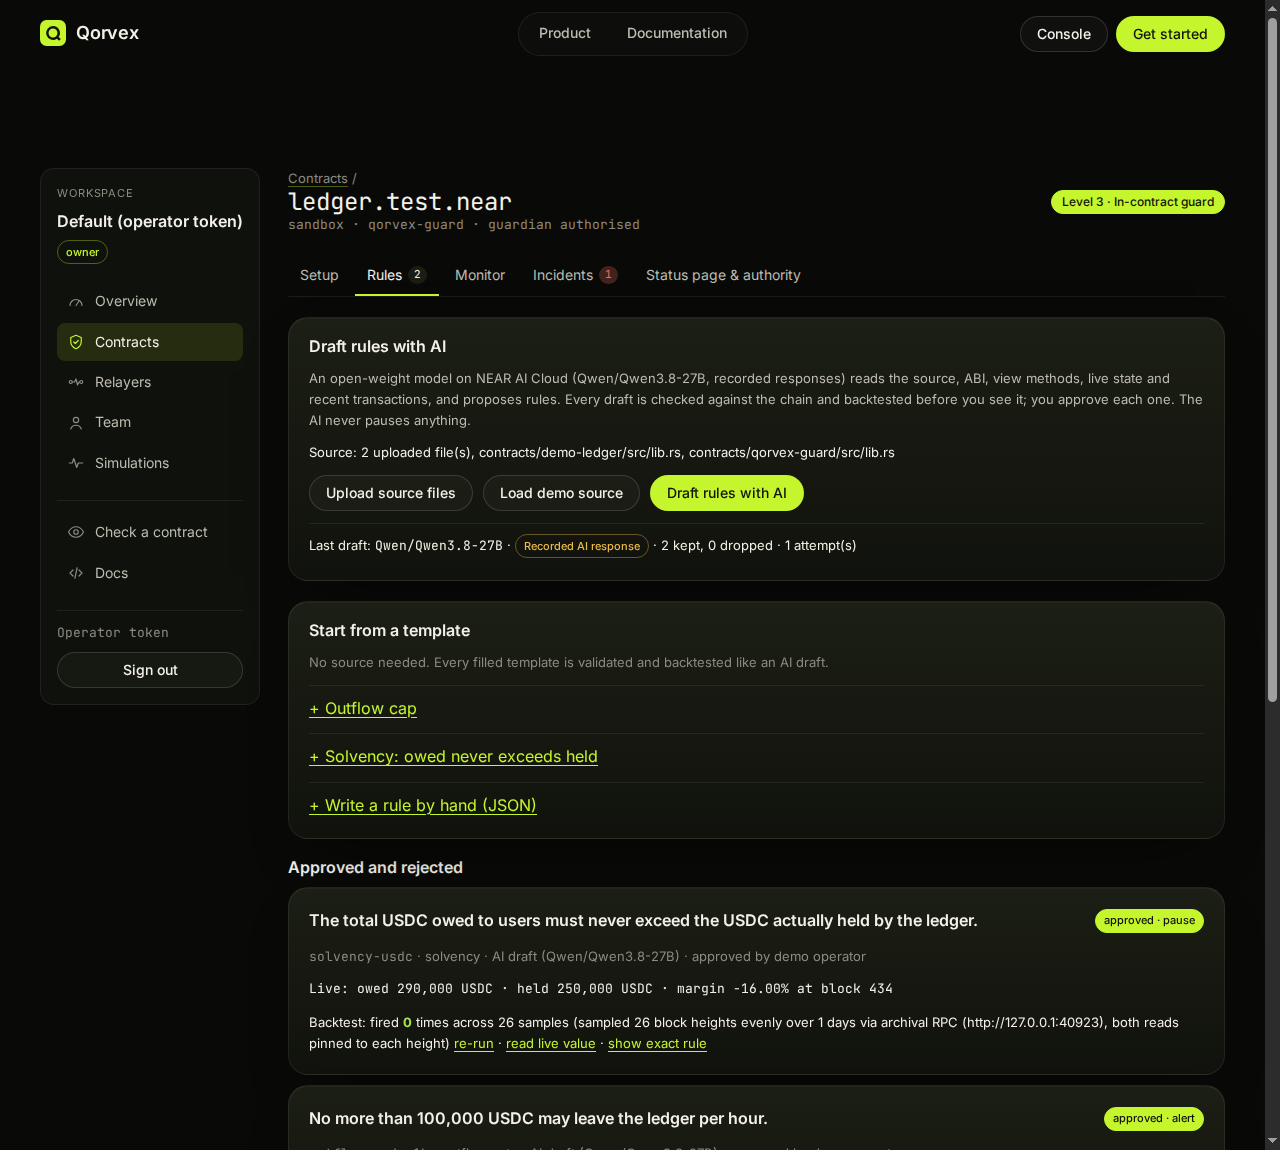 Qorvex
Product
Documentation
Console
Get started
WORKSPACE
Default (operator token)
owner
Overview
Contracts
Relayers
Team
Simulations
Check a contract
Docs
Operator token
Sign out
Contracts /
ledger.test.near
sandbox · qorvex-guard · guardian authorised
Level 3 · In-contract guard
Setup
Rules 2
Monitor
Incidents 1
Status page & authority
Draft rules with AI
An open-weight model on NEAR AI Cloud (Qwen/Qwen3.8-27B, recorded responses) reads the source, ABI, view methods, live state and
recent transactions, and proposes rules. Every draft is checked against the chain and backtested before you see it; you approve each one. The
AI never pauses anything.
Source: 2 uploaded file(s), contracts/demo-ledger/src/lib.rs, contracts/qorvex-guard/src/lib.rs
Upload source files
Load demo source
Draft rules with AI
Last draft: Qwen/Qwen3.8-27B · Recorded AI response · 2 kept, 0 dropped · 1 attempt(s)
Start from a template
No source needed. Every filled template is validated and backtested like an AI draft.
+ Outflow cap
+ Solvency: owed never exceeds held
+ Write a rule by hand (JSON)
Approved and rejected
The total USDC owed to users must never exceed the USDC actually held by the ledger.
approved · pause
solvency-usdc · solvency · AI draft (Qwen/Qwen3.8-27B) · approved by demo operator
Live: owed 290,000 USDC · held 250,000 USDC · margin -16.00% at block 434
Backtest: fired 0 times across 26 samples (sampled 26 block heights evenly over 1 days via archival RPC (http://127.0.0.1:40923), both reads
pinned to each height) re-run · read live value · show exact rule
No more than 100,000 USDC may leave the ledger per hour.
approved · alert